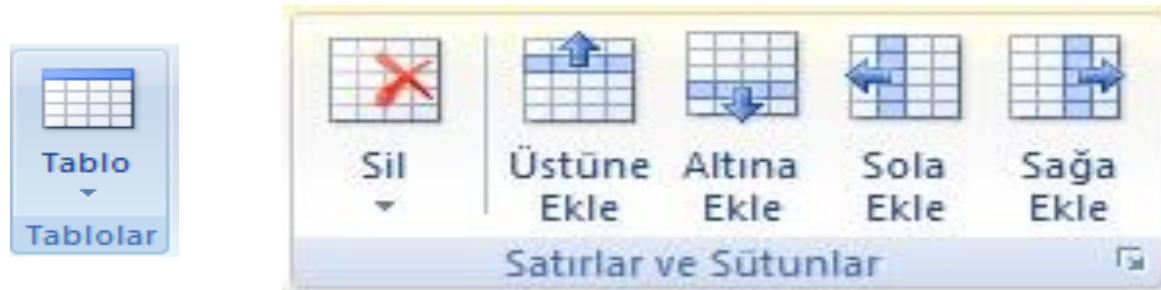 Tablo
Tablolar
Sil
Üstüne Ekle
Altına Ekle
Sola Ekle
Sağa Ekle
Satırlar ve Sütunlar